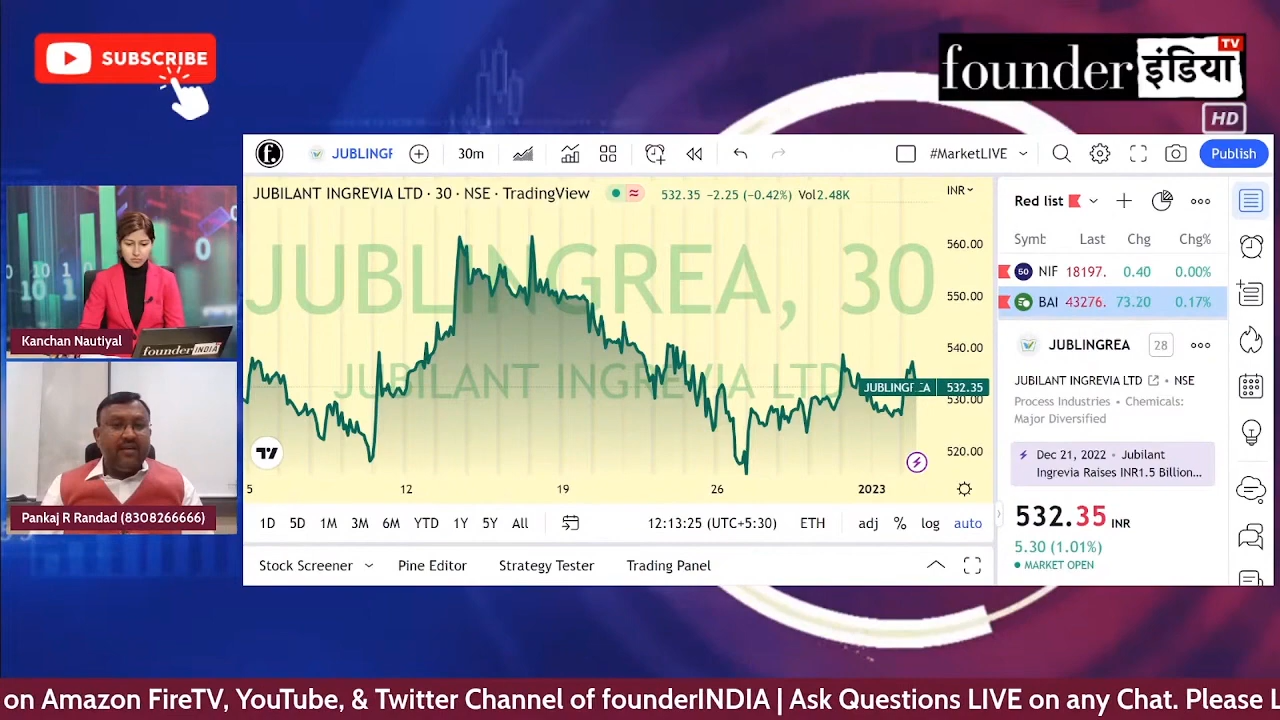 SUBSCRIBE
founder इंडिया TV
HD
JUBLINGF
30m
#MarketLIVE
Publish
JUBILANT INGREVIA LTD · 30 · NSE · TradingView
532.35 −2.25 (−0.42%) Vol2.48K
INR
JUBLINGREA, 30
JUBILANT INGREVIA LTD
560.00
550.00
540.00
530.00
520.00
JUBLINGREA 532.35
5 12 19 26 2023
1D 5D 1M 3M 6M YTD 1Y 5Y All
12:13:25 (UTC+5:30) ETH adj % log auto
Stock Screener
Pine Editor
Strategy Tester
Trading Panel
Red list
Symb Last Chg Chg%
50 NIF 18197. 0.40 0.00%
BAI 43276. 73.20 0.17%
JUBLINGREA 28
JUBILANT INGREVIA LTD • NSE
Process Industries • Chemicals:
Major Diversified
Dec 21, 2022 • Jubilant
Ingrevia Raises INR1.5 Billion...
532.35 INR
5.30 (1.01%)
MARKET OPEN
Kanchan Nautiyal
founderINDIA
Pankaj R Randad (8308266666)
on Amazon FireTV, YouTube, & Twitter Channel of founderINDIA | Ask Questions LIVE on any Chat. Please L